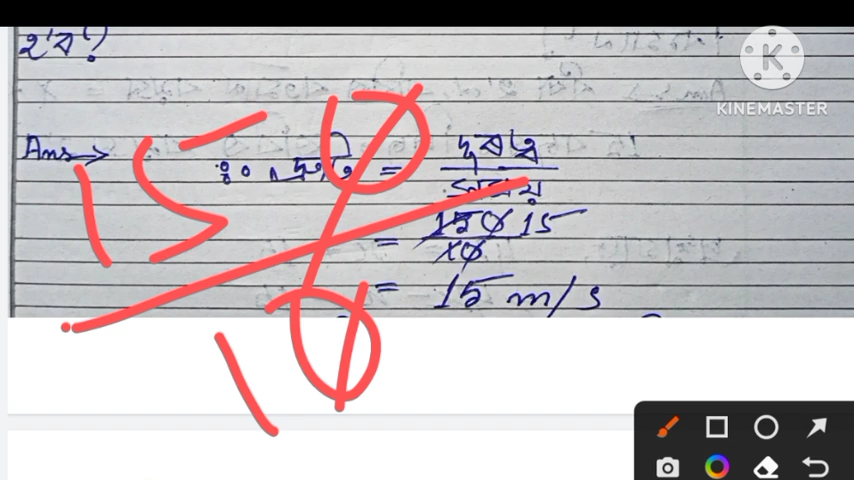 হ'ব?
KINEMASTER
Ans→
∴ দ্ৰুতি = দূৰত্ব
সময়
= 150 15
10
= 15 m/s
150
10